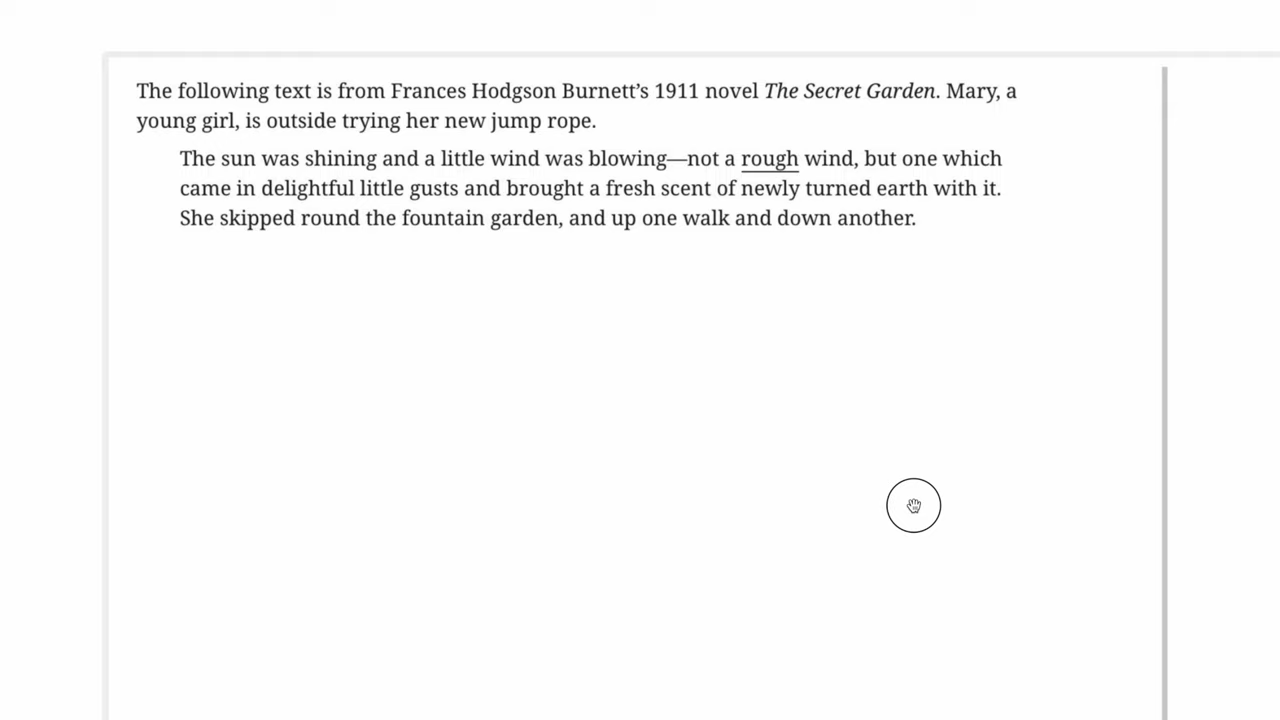 The following text is from Frances Hodgson Burnett’s 1911 novel The Secret Garden. Mary, a
young girl, is outside trying her new jump rope.
The sun was shining and a little wind was blowing—not a rough wind, but one which
came in delightful little gusts and brought a fresh scent of newly turned earth with it.
She skipped round the fountain garden, and up one walk and down another.